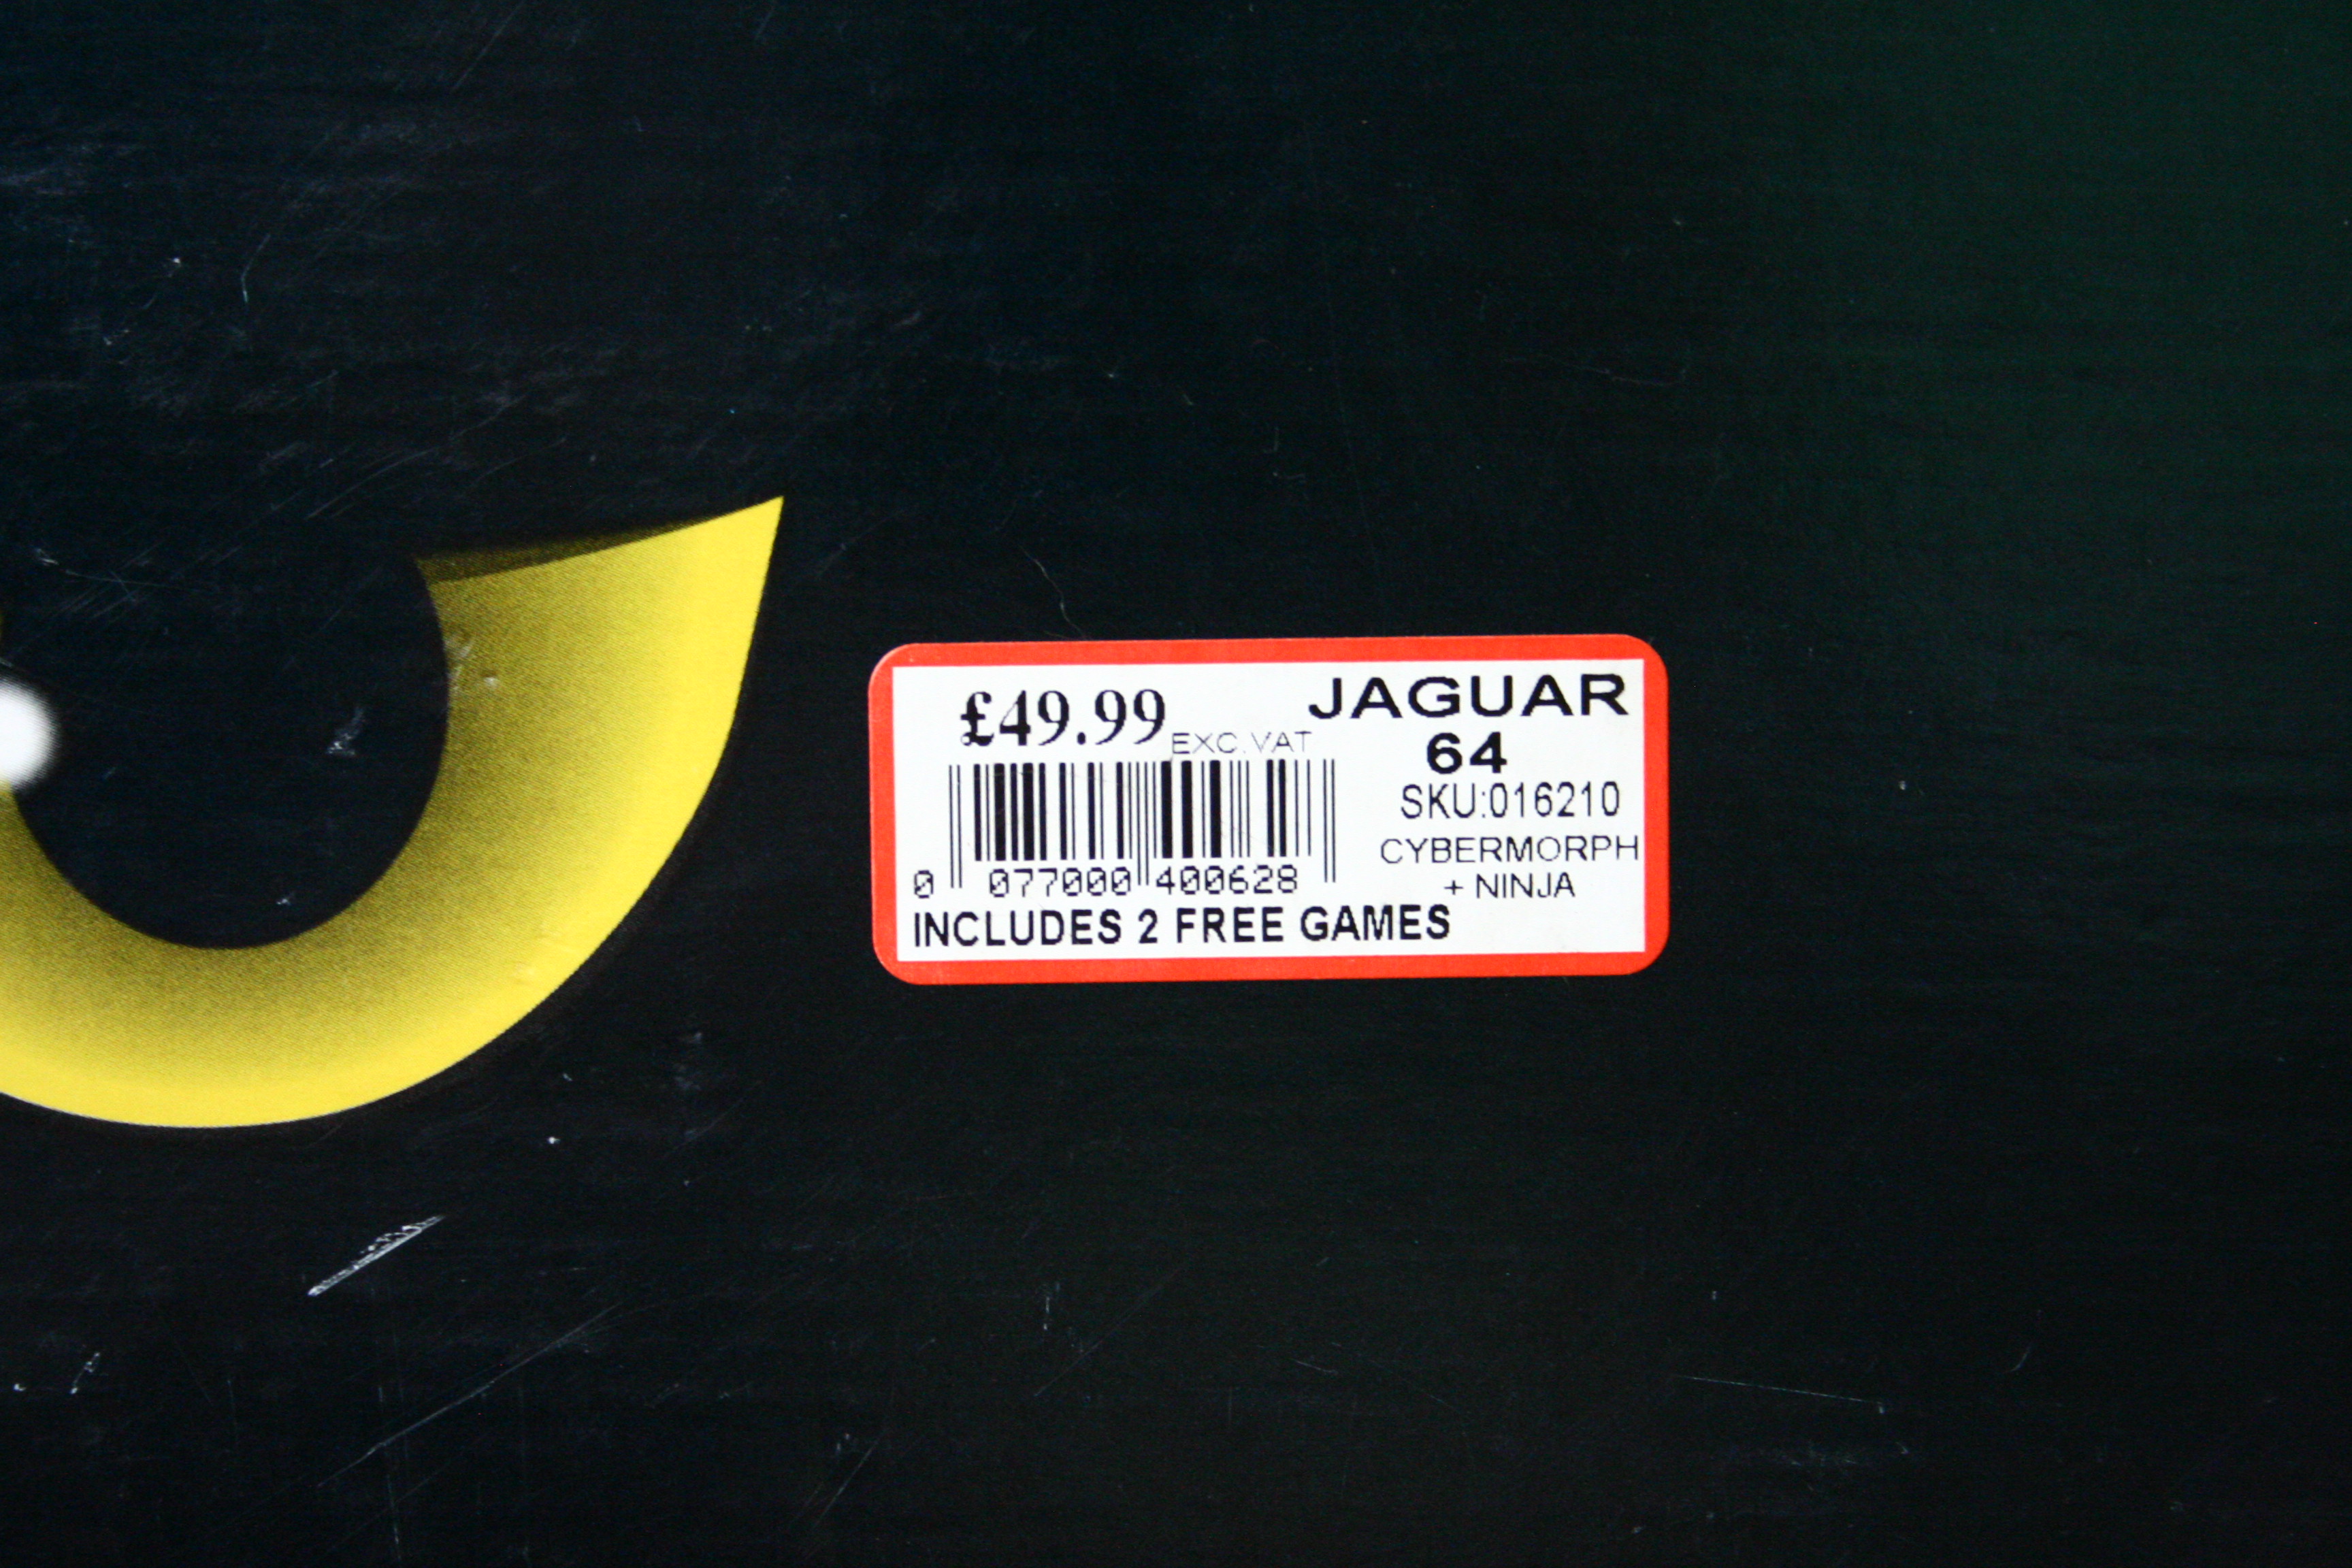 £49.99 EXC.VAT
JAGUAR
64
SKU:016210
CYBERMORPH
+ NINJA
0 077000 400628
INCLUDES 2 FREE GAMES